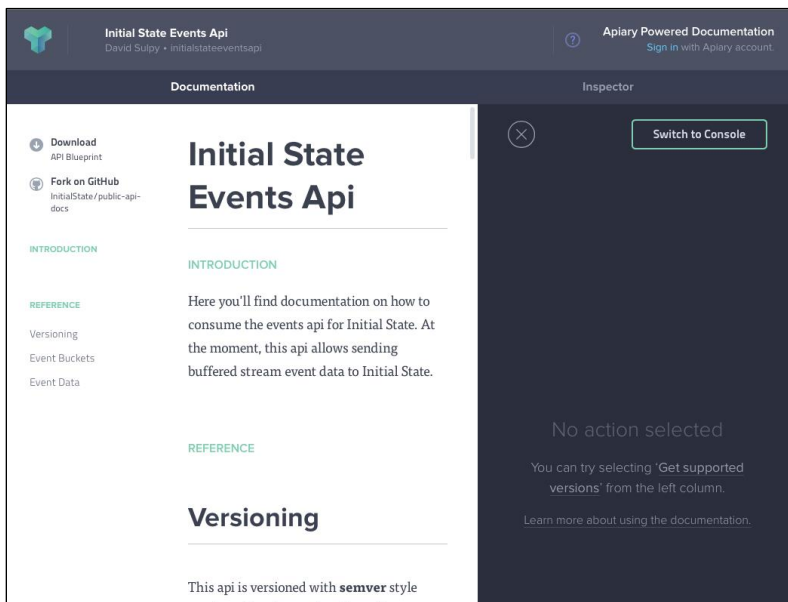 Initial State Events Api
David Sulpy • initialstateeventsapi
?
Apiary Powered Documentation
Sign in with Apiary account.
Documentation
Inspector
Download
API Blueprint
Fork on GitHub
InitialState/public-api-
docs
INTRODUCTION
REFERENCE
Versioning
Event Buckets
Event Data
Initial State
Events Api
INTRODUCTION
Here you'll find documentation on how to
consume the events api for Initial State. At
the moment, this api allows sending
buffered stream event data to Initial State.
REFERENCE
Versioning
This api is versioned with semver style
Switch to Console
No action selected
You can try selecting 'Get supported
versions' from the left column.
Learn more about using the documentation.